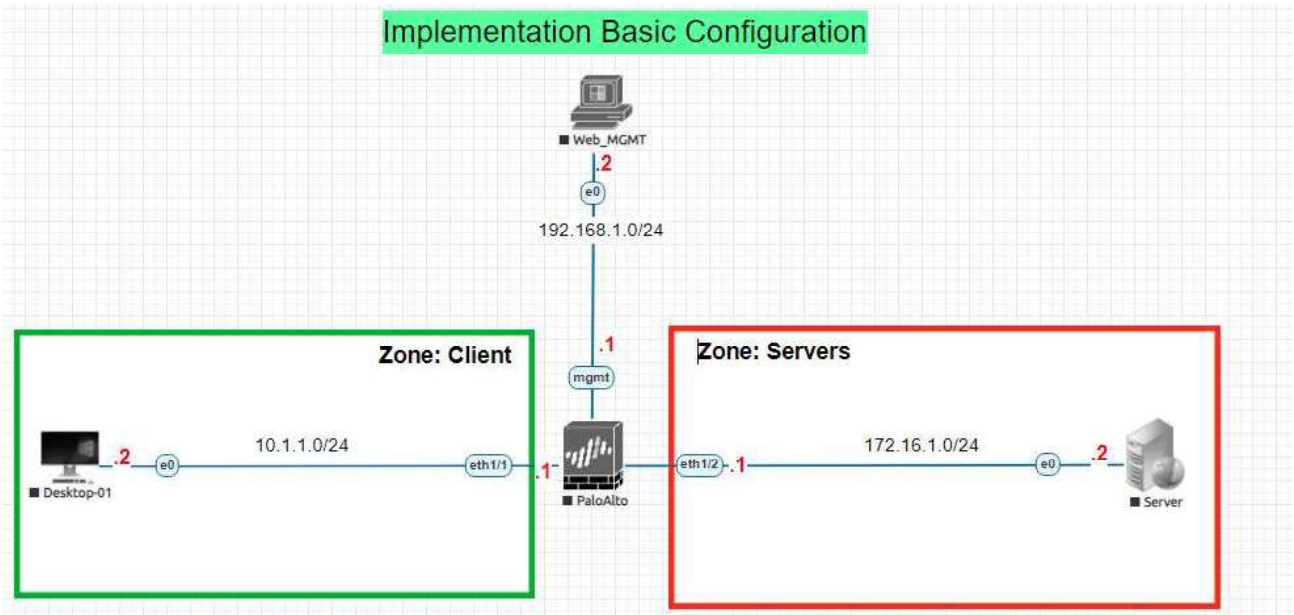 Implementation Basic Configuration
Web_MGMT
.2
e0
192.168.1.0/24
.1
mgmt
Zone: Client
Zone: Servers
10.1.1.0/24
172.16.1.0/24
.2
e0
eth1/1
.1
eth1/2
.1
e0
.2
Desktop-01
PaloAlto
Server